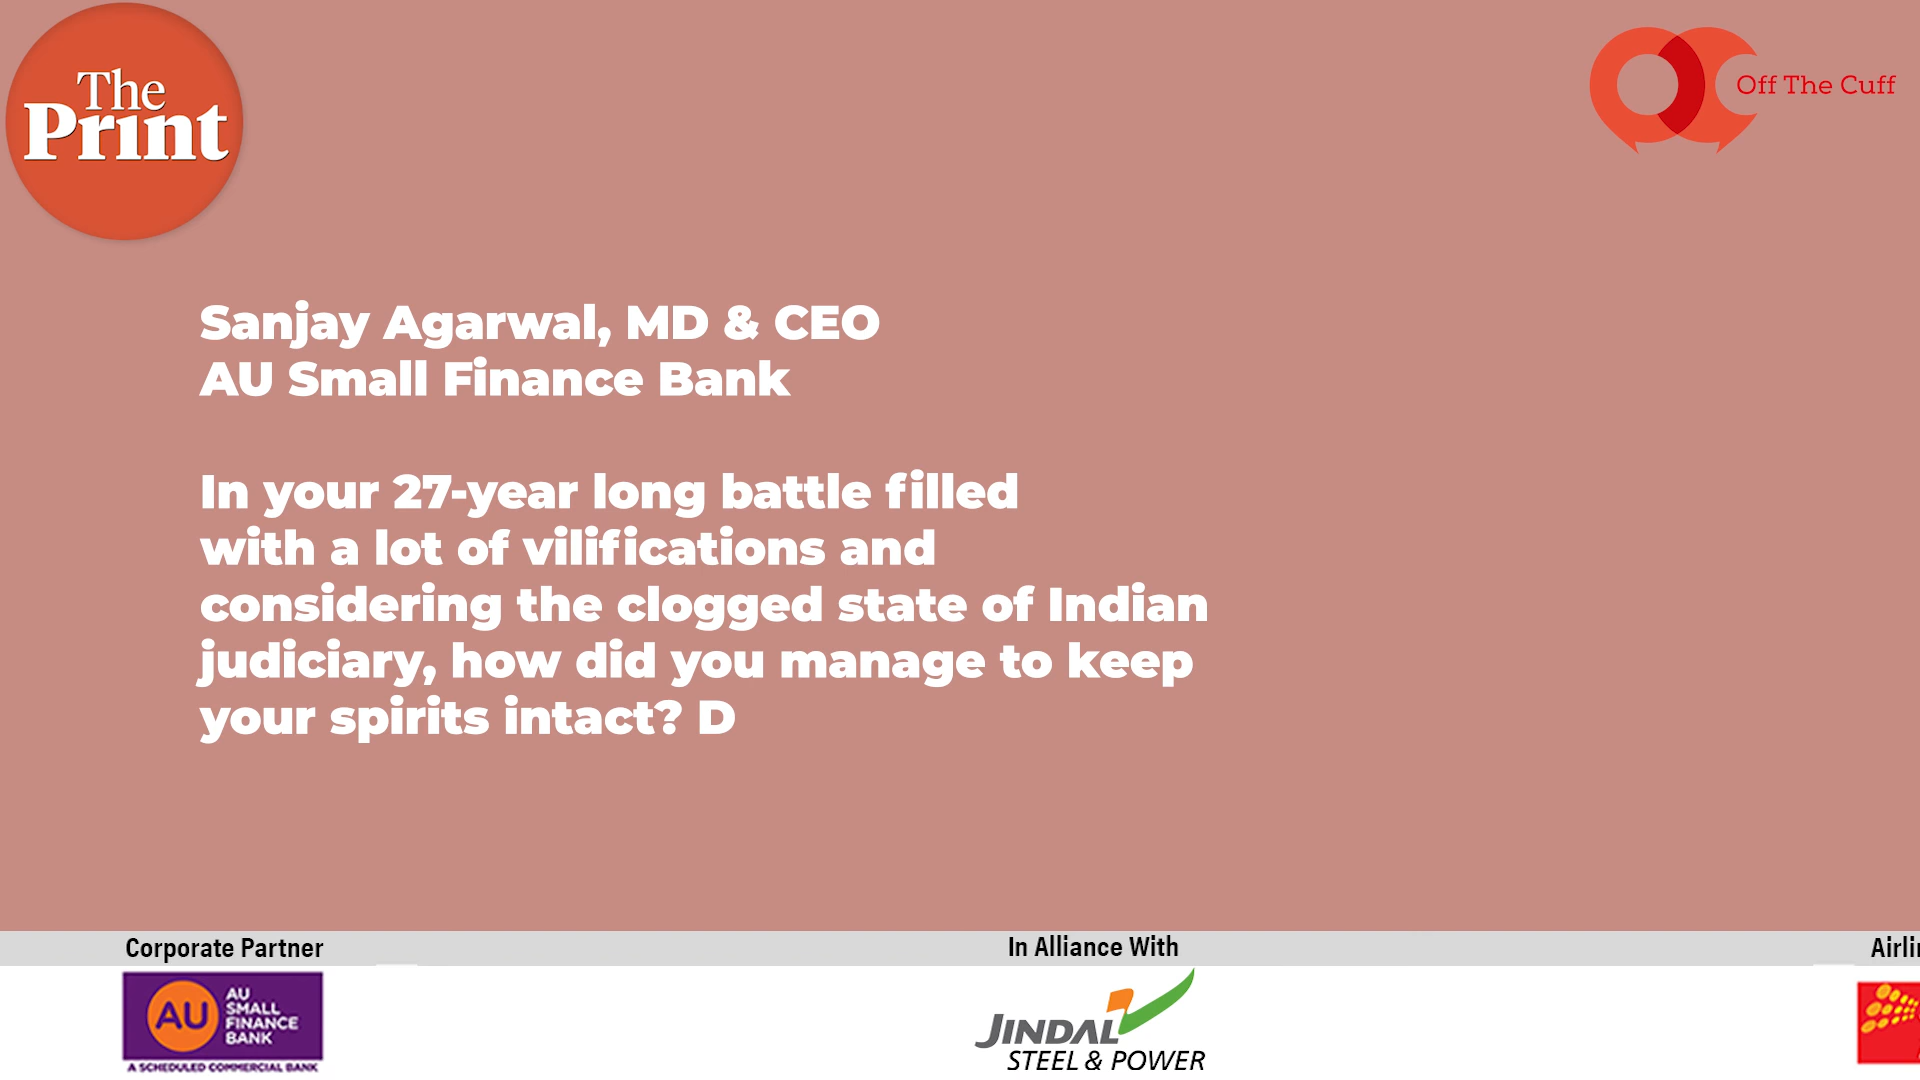 The
Print
Off The Cuff
Sanjay Agarwal, MD & CEO
AU Small Finance Bank
In your 27-year long battle filled
with a lot of vilifications and
considering the clogged state of Indian
judiciary, how did you manage to keep
your spirits intact? D
Corporate Partner
In Alliance With
Airli
AU
AU
SMALL
FINANCE
BANK
A SCHEDULED COMMERCIAL BANK
JINDAL
STEEL & POWER